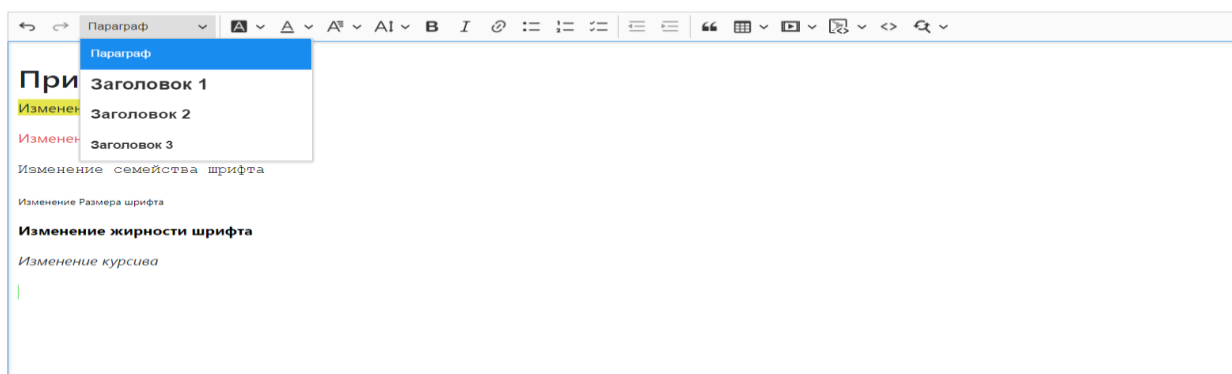 Параграф
Параграф
При
Заголовок 1
Изменен
Заголовок 2
Изменен
Заголовок 3
Изменение семейства шрифта
Изменение Размера шрифта
Изменение жирности шрифта
Изменение курсива